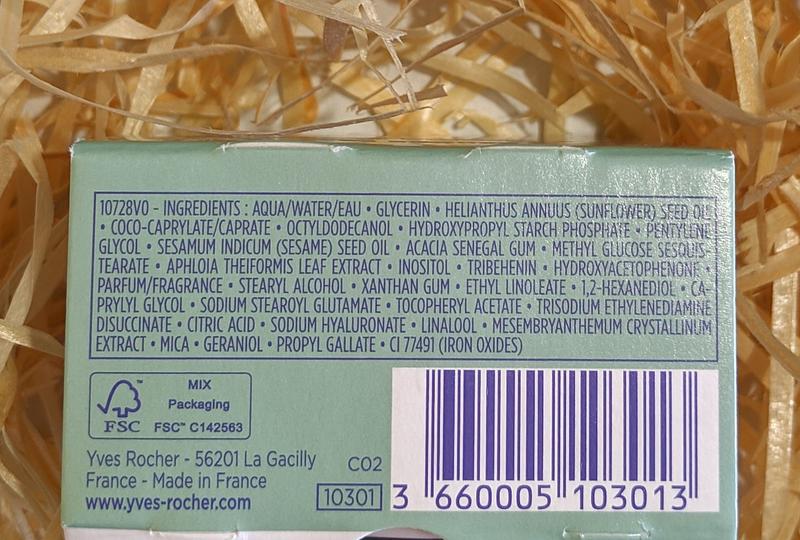 10728V0 - INGREDIENTS : AQUA/WATER/EAU • GLYCERIN • HELIANTHUS ANNUUS (SUNFLOWER) SEED OIL
• COCO-CAPRYLATE/CAPRATE • OCTYLDODECANOL • HYDROXYPROPYL STARCH PHOSPHATE • PENTYLENE
GLYCOL • SESAMUM INDICUM (SESAME) SEED OIL • ACACIA SENEGAL GUM • METHYL GLUCOSE SESQUIS-
TEARATE • APHLOIA THEIFORMIS LEAF EXTRACT • INOSITOL • TRIBEHENIN • HYDROXYACETOPHENONE •
PARFUM/FRAGRANCE • STEARYL ALCOHOL • XANTHAN GUM • ETHYL LINOLEATE • 1,2-HEXANEDIOL • CA-
PRYLYL GLYCOL • SODIUM STEAROYL GLUTAMATE • TOCOPHERYL ACETATE • TRISODIUM ETHYLENEDIAMINE
DISUCCINATE • CITRIC ACID • SODIUM HYALURONATE • LINALOOL • MESEMBRYANTHEMUM CRYSTALLINUM
EXTRACT • MICA • GERANIOL • PROPYL GALLATE • CI 77491 (IRON OXIDES)
MIX
Packaging
FSC™ C142563
FSC
Yves Rocher - 56201 La Gacilly
France - Made in France
www.yves-rocher.com
C02
10301
3 660005 103013